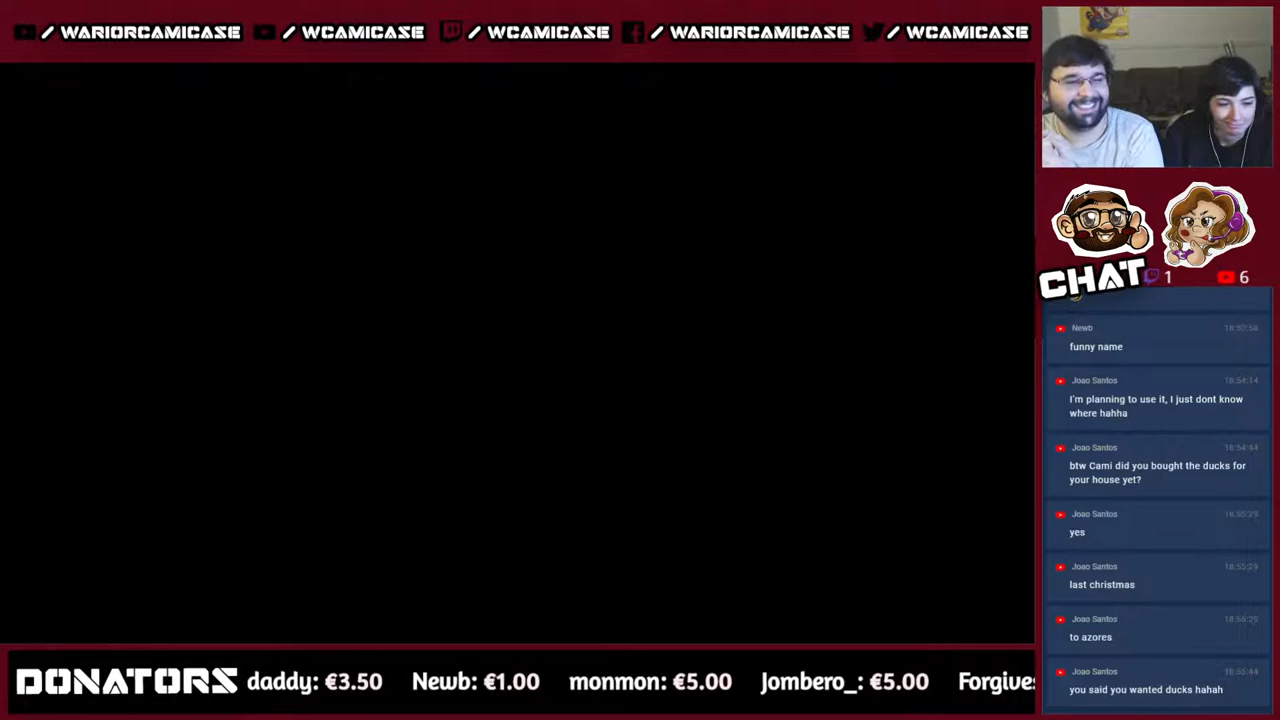 / WARIORCAMICASE / WCAMICASE / WCAMICASE / WARIORCAMICASE / WCAMICASE
CHAT 1 6
Newb 18:52:58
funny name
Joao Santos 18:54:14
I'm planning to use it, I just dont know
where hahha
Joao Santos 18:54:44
btw Cami did you bought the ducks for
your house yet?
Joao Santos 18:55:29
yes
Joao Santos 18:55:29
last christmas
Joao Santos 18:55:29
to azores
Joao Santos 18:55:44
you said you wanted ducks hahah
DONATORS daddy: €3.50 Newb: €1.00 monmon: €5.00 Jombero_: €5.00 Forgives